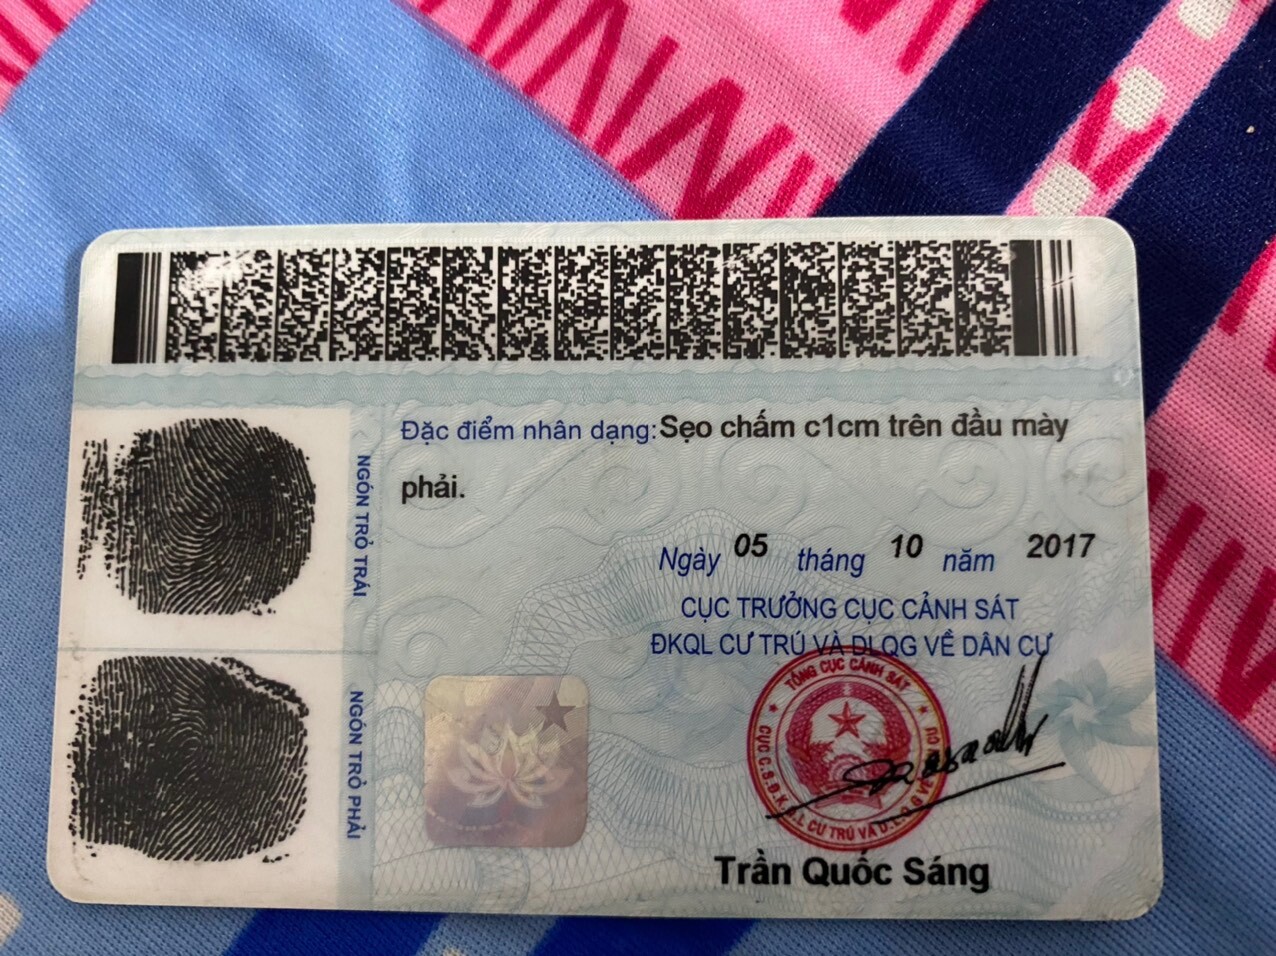 Đặc điểm nhân dạng: Sẹo chấm c1cm trên đầu mày
phải.
NGÓN TRỎ TRÁI
NGÓN TRỎ PHẢI
Ngày 05 tháng 10 năm 2017
CỤC TRƯỞNG CỤC CẢNH SÁT
ĐKQL CƯ TRÚ VÀ DLQG VỀ DÂN CƯ
TỔNG CỤC CẢNH SÁT
Trần Quốc Sáng